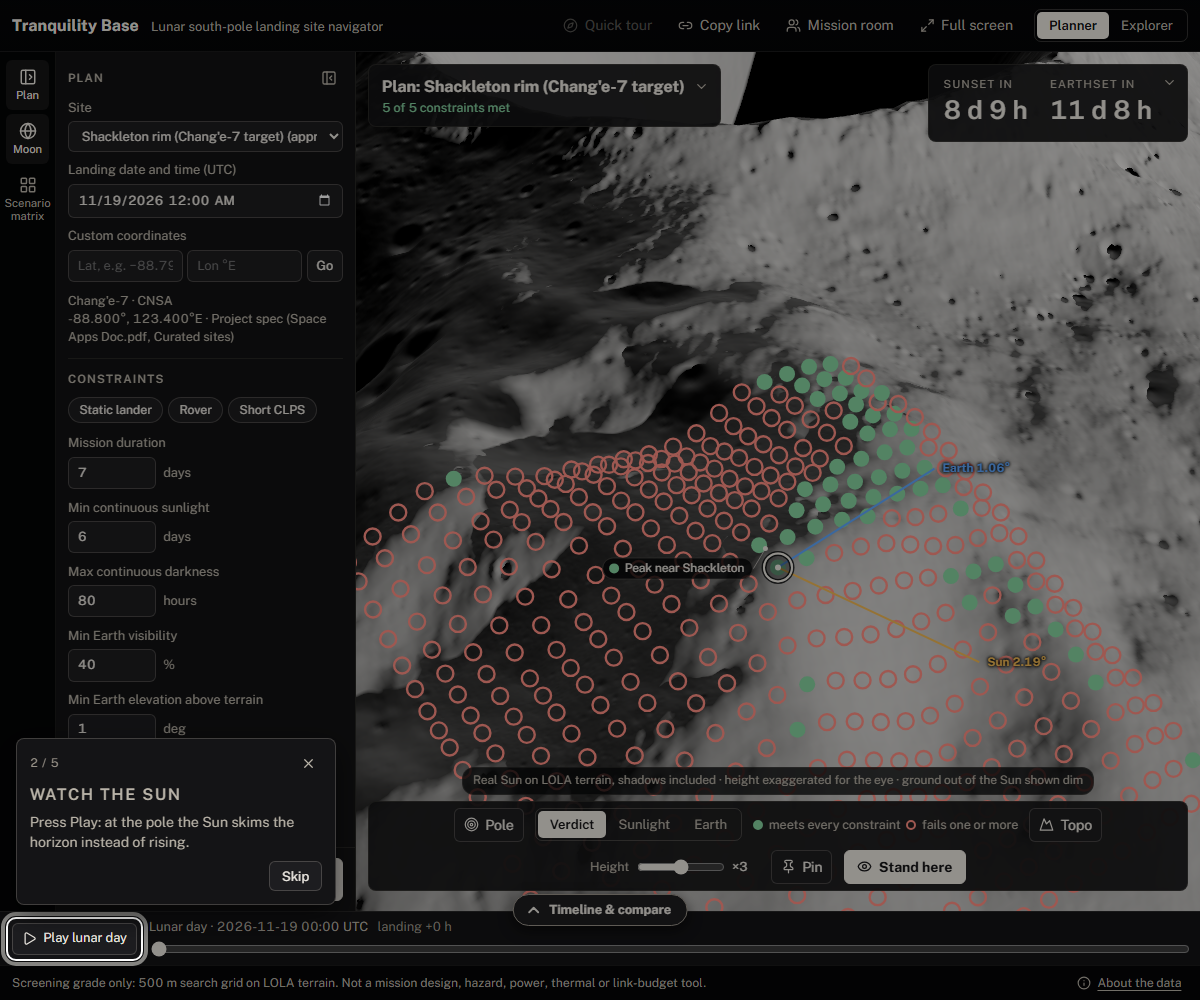 Tranquility Base Lunar south-pole landing site navigator
Quick tour Copy link Mission room Full screen Planner Explorer
Plan
Moon
Scenario
matrix
PLAN
Site
Shackleton rim (Chang'e-7 target) (appr
Landing date and time (UTC)
11/19/2026 12:00 AM
Custom coordinates
Lat, e.g. −88.79 Lon °E Go
Chang'e-7 · CNSA
-88.800°, 123.400°E · Project spec (Space
Apps Doc.pdf, Curated sites)
CONSTRAINTS
Static lander Rover Short CLPS
Mission duration
7 days
Min continuous sunlight
6 days
Max continuous darkness
80 hours
Min Earth visibility
40 %
Min Earth elevation above terrain
1 deg
2 / 5
WATCH THE SUN
Press Play: at the pole the Sun skims the
horizon instead of rising.
Skip
Plan: Shackleton rim (Chang'e-7 target)
5 of 5 constraints met
SUNSET IN EARTHSET IN
8 d 9 h 11 d 8 h
Earth 1.06°
Peak near Shackleton
Sun 2.19°
Real Sun on LOLA terrain, shadows included · height exaggerated for the eye · ground out of the Sun shown dim
Pole Verdict Sunlight Earth meets every constraint fails one or more Topo
Height ×3 Pin Stand here
Timeline & compare
Play lunar day Lunar day · 2026-11-19 00:00 UTC landing +0 h
Screening grade only: 500 m search grid on LOLA terrain. Not a mission design, hazard, power, thermal or link-budget tool. About the data